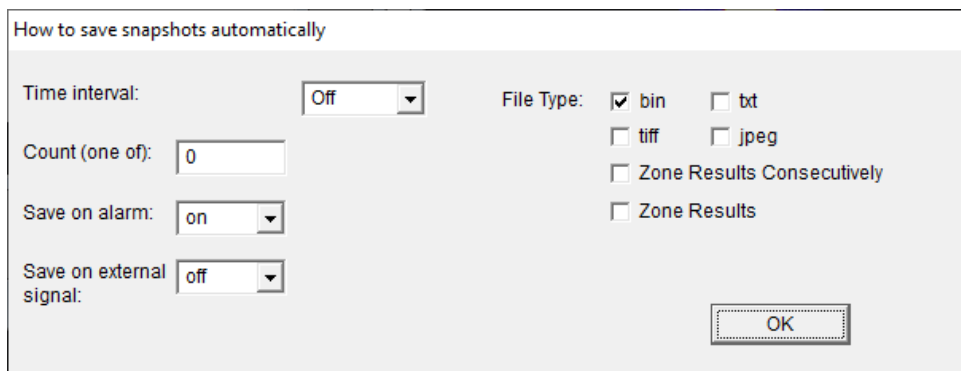 How to save snapshots automatically
Time interval: Off
File Type: bin txt
tiff jpeg
Count (one of): 0
Zone Results Consecutively
Save on alarm: on
Zone Results
Save on external
signal: off
OK